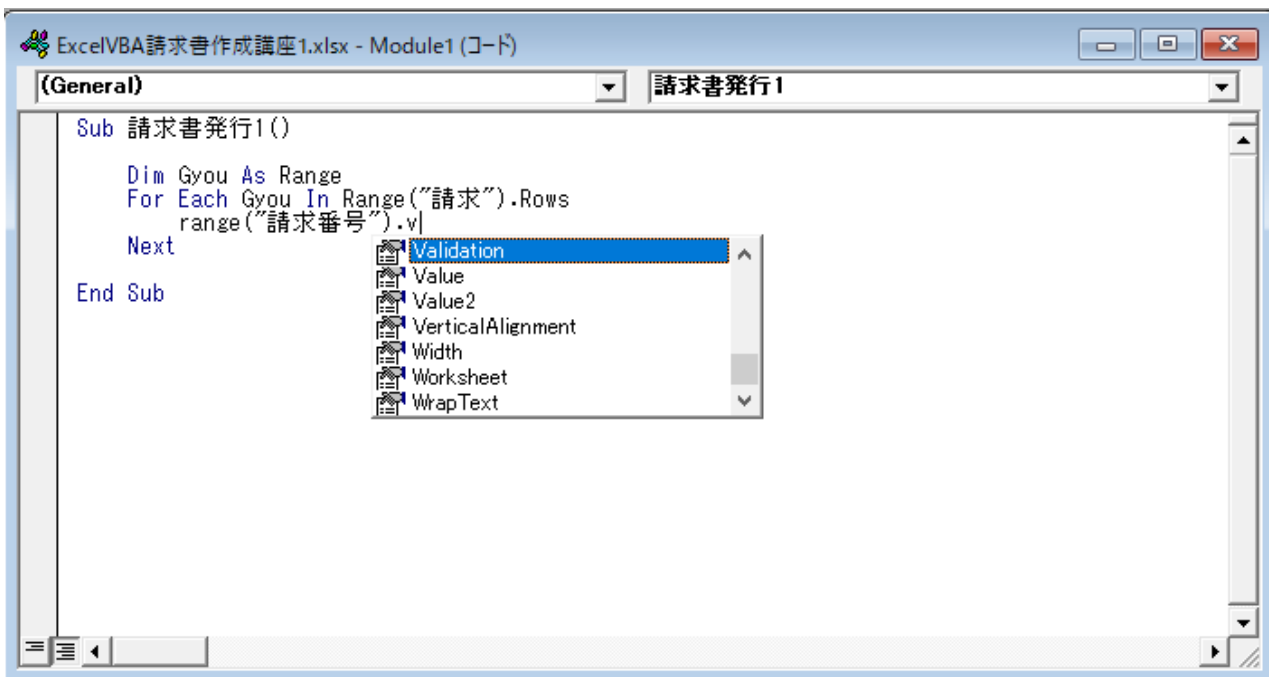 ExcelVBA請求書作成講座1.xlsx - Module1 (コード)
(General)
請求書発行1
Sub 請求書発行1()
Dim Gyou As Range
For Each Gyou In Range("請求").Rows
range("請求番号").v
Next
End Sub
Validation
Value
Value2
VerticalAlignment
Width
Worksheet
WrapText